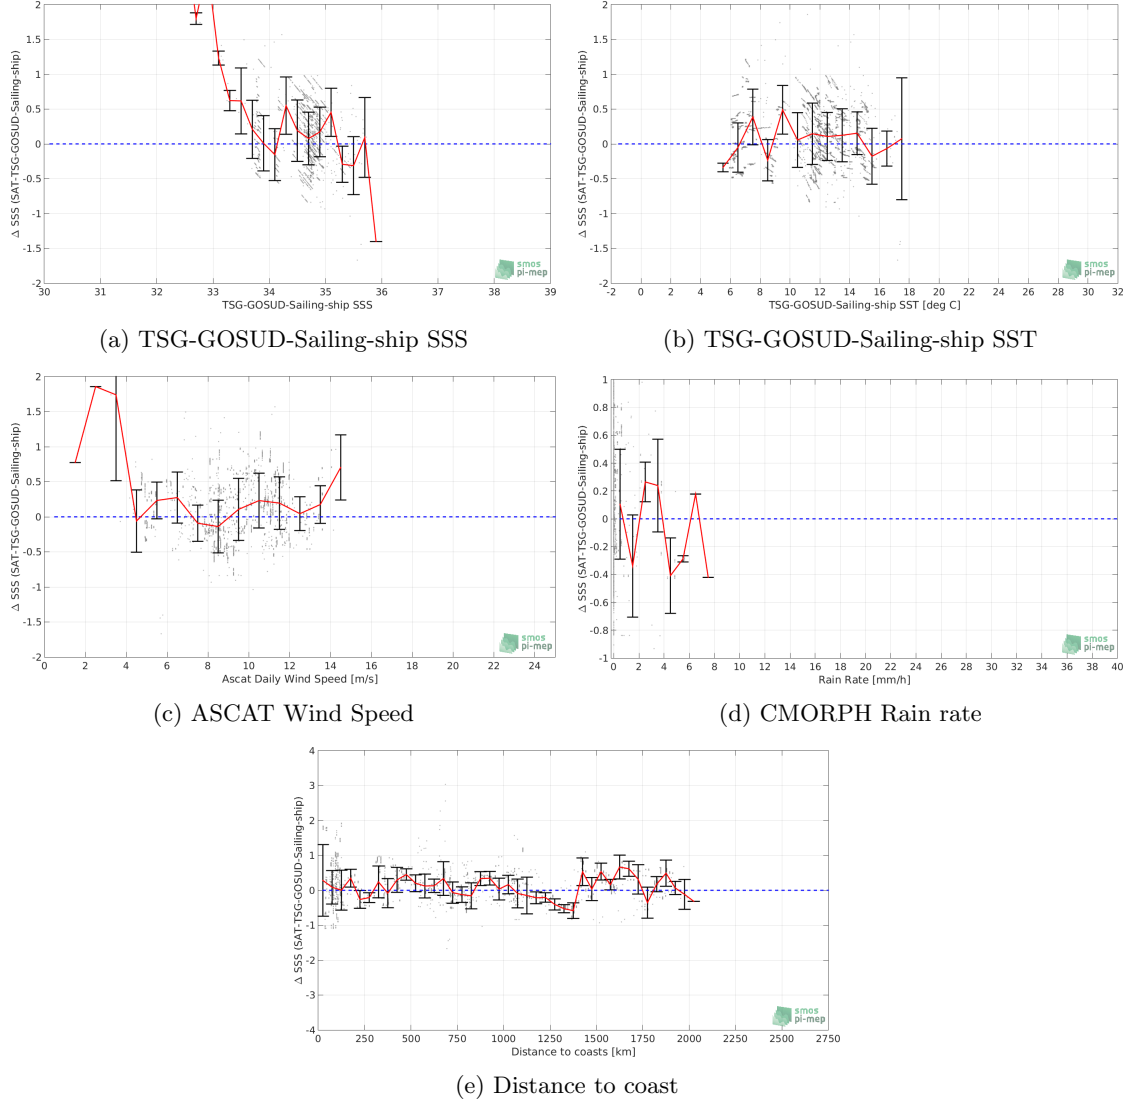 2
1.5
1
0.5
0
-0.5
-1
-1.5
-2
Δ SSS (SAT-TSG-GOSUD-Sailing-ship)
30 31 32 33 34 35 36 37 38 39
TSG-GOSUD-Sailing-ship SSS
smos
pi-mep
(a) TSG-GOSUD-Sailing-ship SSS
2
1.5
1
0.5
0
-0.5
-1
-1.5
-2
Δ SSS (SAT-TSG-GOSUD-Sailing-ship)
-2 0 2 4 6 8 10 12 14 16 18 20 22 24 26 28 30 32
TSG-GOSUD-Sailing-ship SST [deg C]
smos
pi-mep
(b) TSG-GOSUD-Sailing-ship SST
2
1.5
1
0.5
0
-0.5
-1
-1.5
-2
Δ SSS (SAT-TSG-GOSUD-Sailing-ship)
0 2 4 6 8 10 12 14 16 18 20 22 24
Ascat Daily Wind Speed [m/s]
smos
pi-mep
(c) ASCAT Wind Speed
1
0.8
0.6
0.4
0.2
0
-0.2
-0.4
-0.6
-0.8
-1
Δ SSS (SAT-TSG-GOSUD-Sailing-ship)
0 2 4 6 8 10 12 14 16 18 20 22 24 26 28 30 32 34 36 38 40
Rain Rate [mm/h]
smos
pi-mep
(d) CMORPH Rain rate
4
3
2
1
0
-1
-2
-3
-4
Δ SSS (SAT-TSG-GOSUD-Sailing-ship)
0 250 500 750 1000 1250 1500 1750 2000 2250 2500 2750
Distance to coasts [km]
smos
pi-mep
(e) Distance to coast